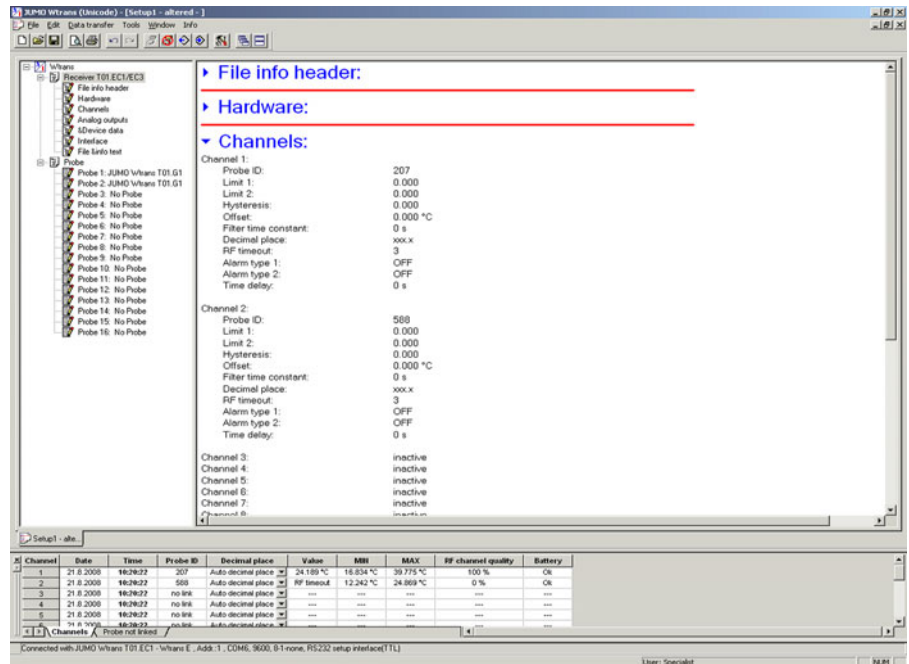 JUMO Wtrans (Unicode) - [Setup1 - altered - ]
File Edit Data transfer Tools Window Info
Wtrans
Receiver T01.EC1/EC3
File info header
Hardware
Channels
Analog outputs
&Device data
Interface
File &info text
Probe
Probe 1: JUMO Wtrans T01.G1
Probe 2: JUMO Wtrans T01.G1
Probe 3: No Probe
Probe 4: No Probe
Probe 5: No Probe
Probe 6: No Probe
Probe 7: No Probe
Probe 8: No Probe
Probe 9: No Probe
Probe 10: No Probe
Probe 11: No Probe
Probe 12: No Probe
Probe 13: No Probe
Probe 14: No Probe
Probe 15: No Probe
Probe 16: No Probe
File info header:
Hardware:
Channels:
Channel 1:
Probe ID: 207
Limit 1: 0.000
Limit 2: 0.000
Hysteresis: 0.000
Offset: 0.000 °C
Filter time constant: 0 s
Decimal place: xxx.x
RF timeout: 3
Alarm type 1: OFF
Alarm type 2: OFF
Time delay: 0 s
Channel 2:
Probe ID: 588
Limit 1: 0.000
Limit 2: 0.000
Hysteresis: 0.000
Offset: 0.000 °C
Filter time constant: 0 s
Decimal place: xxx.x
RF timeout: 3
Alarm type 1: OFF
Alarm type 2: OFF
Time delay: 0 s
Channel 3: inactive
Channel 4: inactive
Channel 5: inactive
Channel 6: inactive
Channel 7: inactive
Channel 8: inactive
Setup1 - alte...
Channel Date Time Probe ID Decimal place Value MIN MAX RF channel quality Battery
1 21.8.2008 10:20:22 207 Auto decimal place 24.189 °C 16.834 °C 39.775 °C 100 % Ok
2 21.8.2008 10:20:22 588 Auto decimal place RF timeout 12.242 °C 24.869 °C 0 % Ok
3 21.8.2008 10:20:22 no link Auto decimal place --- --- --- --- ---
4 21.8.2008 10:20:22 no link Auto decimal place --- --- --- --- ---
5 21.8.2008 10:20:22 no link Auto decimal place --- --- --- --- ---
6 21.8.2008 10:20:22 no link Auto decimal place --- --- --- --- ---
Channels Probe not linked
Connected with JUMO Wtrans T01.EC1 - Wtrans E , Addr.:1 , COM6, 9600, 8-1-none, RS232 setup interface(TTL)
User: Specialist NUM